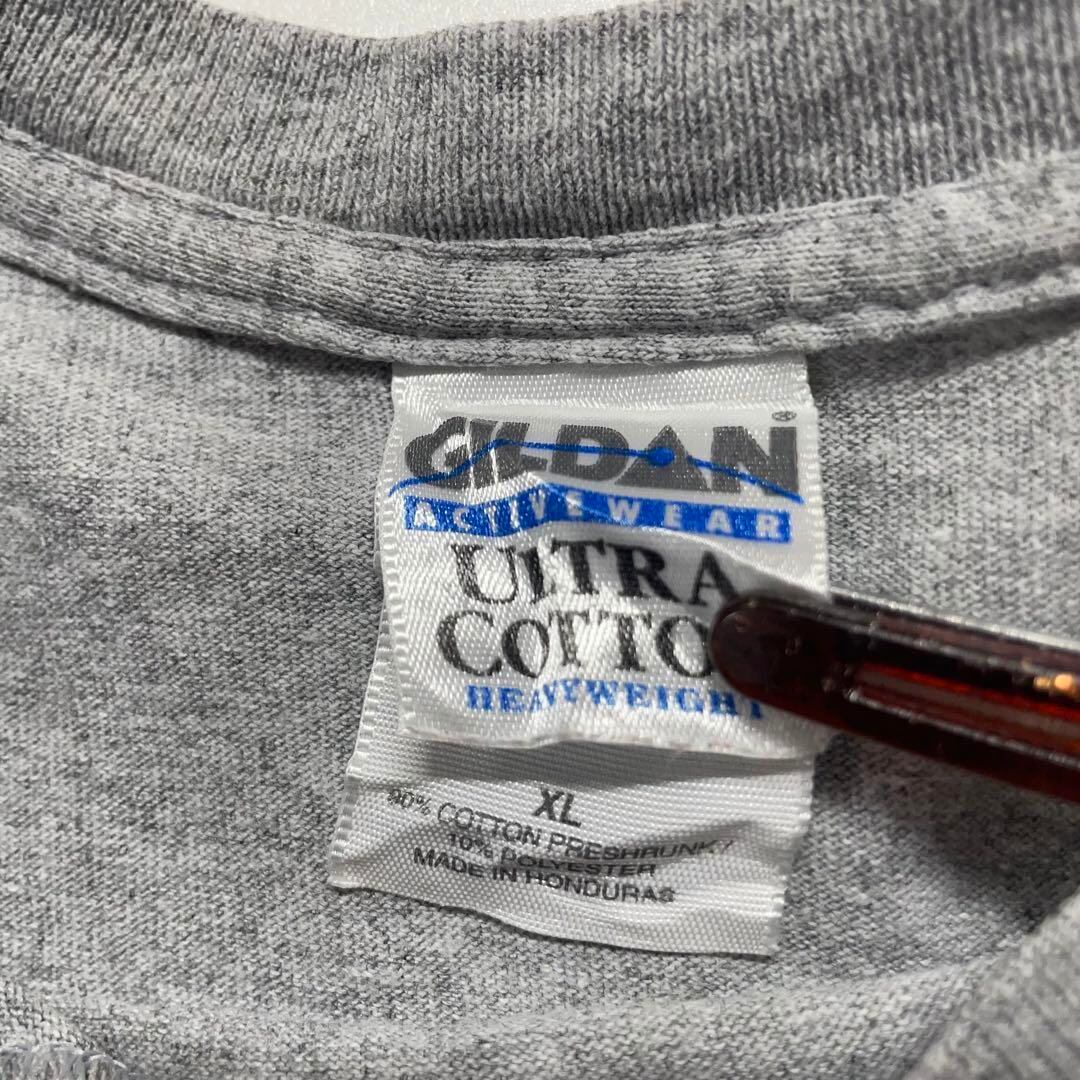 GILDAN®
ACTIVEWEAR
ULTRA
COTTO
HEAVYWEIGHT
XL
90% COTTON PRESHRUNK /
10% POLYESTER
MADE IN HONDURAS